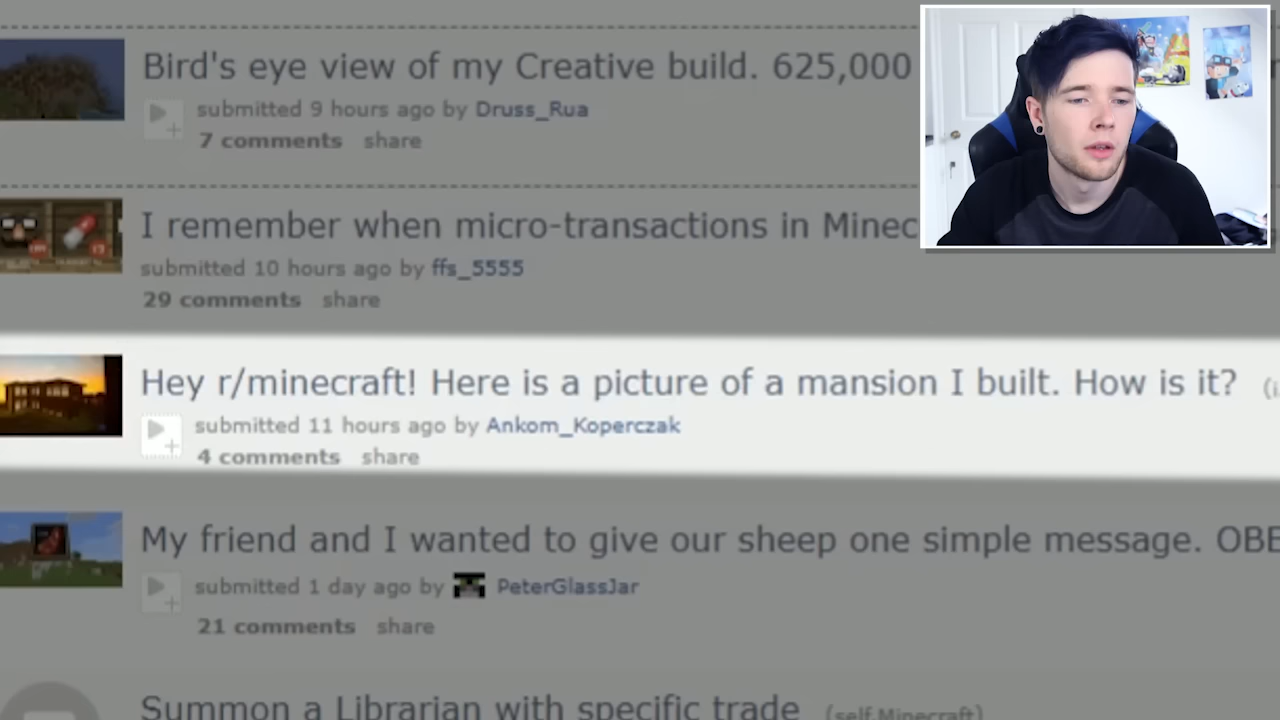 Bird's eye view of my Creative build. 625,000
submitted 9 hours ago by Druss_Rua
7 comments share
I remember when micro-transactions in Minec
submitted 10 hours ago by ffs_5555
29 comments share
Hey r/minecraft! Here is a picture of a mansion I built. How is it?
submitted 11 hours ago by Ankom_Koperczak
4 comments share
My friend and I wanted to give our sheep one simple message. OBE
submitted 1 day ago by PeterGlassJar
21 comments share
Summon a Librarian with specific trade (self.Minecraft)